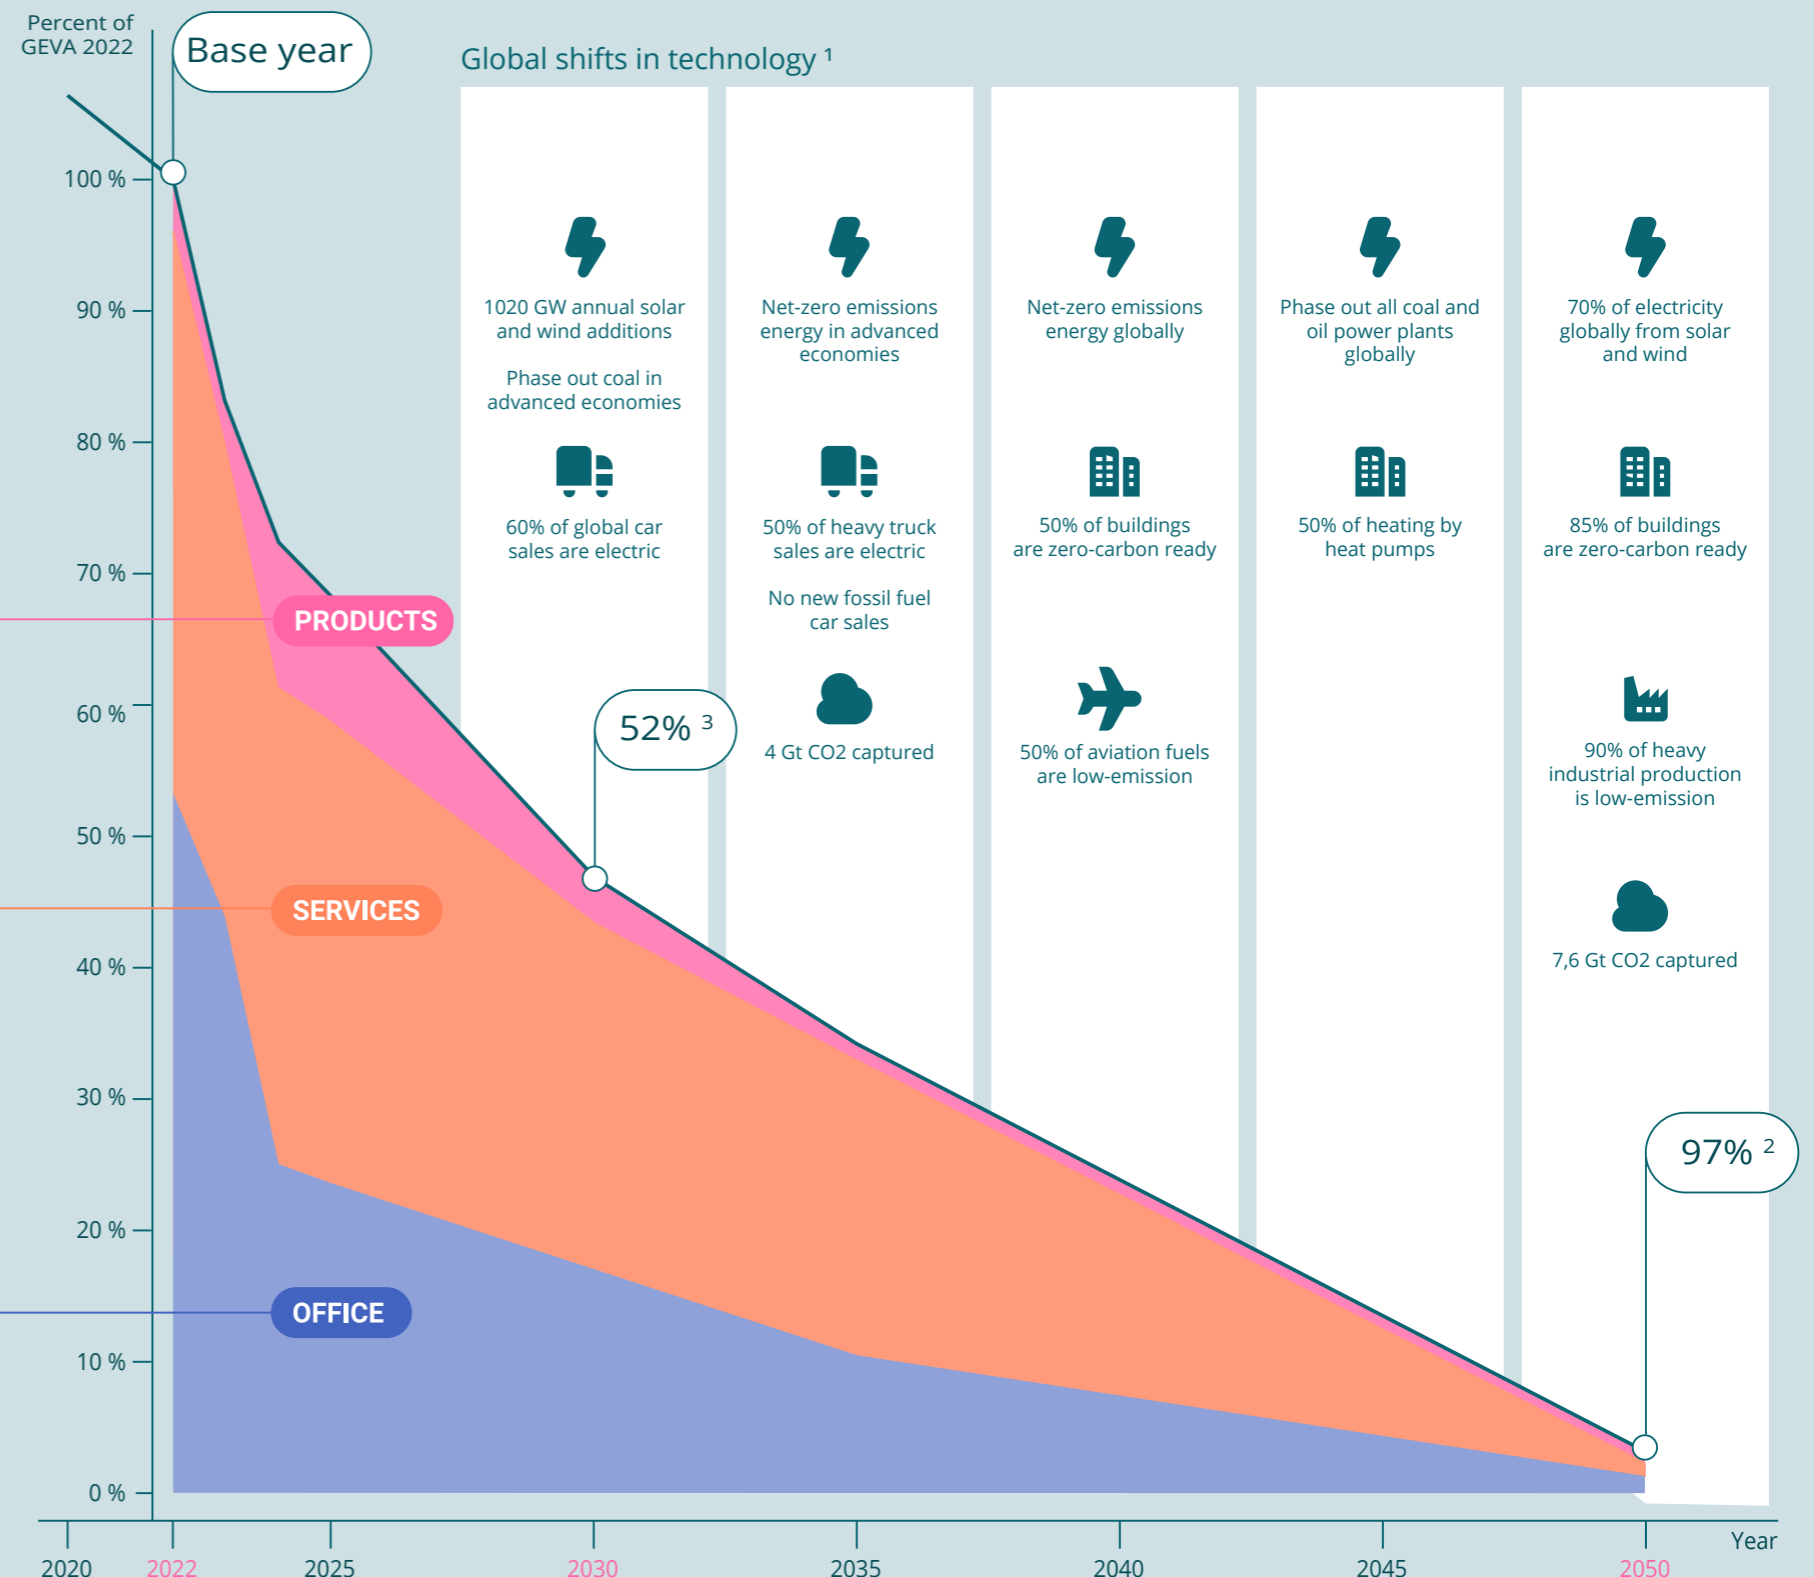 Percent of
GEVA 2022
Base year
Global shifts in technology ¹
100 %
90 %
80 %
70 %
60 %
50 %
40 %
30 %
20 %
10 %
0 %
1020 GW annual solar
and wind additions
Phase out coal in
advanced economies
60% of global car
sales are electric
Net-zero emissions
energy in advanced
economies
50% of heavy truck
sales are electric
No new fossil fuel
car sales
4 Gt CO2 captured
Net-zero emissions
energy globally
50% of buildings
are zero-carbon ready
50% of aviation fuels
are low-emission
Phase out all coal and
oil power plants
globally
50% of heating by
heat pumps
70% of electricity
globally from solar
and wind
85% of buildings
are zero-carbon ready
90% of heavy
industrial production
is low-emission
7,6 Gt CO2 captured
PRODUCTS
52% ³
SERVICES
97% ²
OFFICE
Year
2020 2022 2025 2030 2035 2040 2045 2050